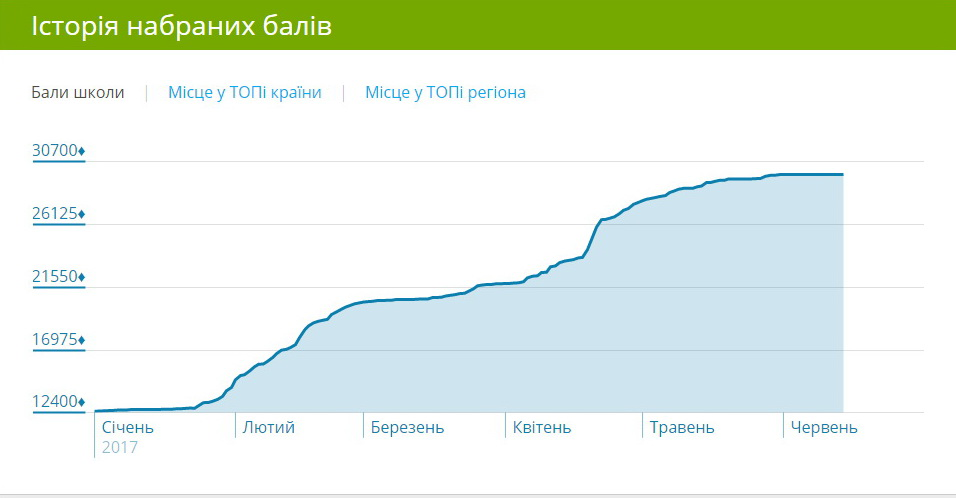 Історія набраних балів
Бали школи | Місце у ТОПі країни | Місце у ТОПі регіона
30700♦
26125♦
21550♦
16975♦
12400♦
Січень Лютий Березень Квітень Травень Червень
2017